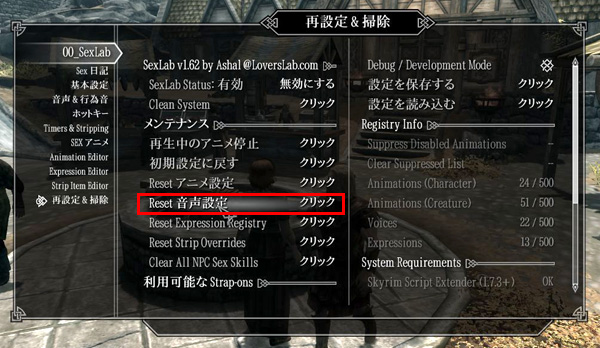 再設定&掃除
00_SexLab
Sex 日記
基本設定
音声&行為音
ホットキー
Timers & Stripping
SEX アニメ
Animation Editor
Expression Editor
Strip Item Editor
再設定&掃除
SexLab v1.62 by Ashal @LoversLab.com
SexLab Status: 有効 無効にする
Clean System クリック
メンテナンス
再生中のアニメ停止 クリック
初期設定に戻す クリック
Reset アニメ設定 クリック
Reset 音声設定 クリック
Reset Expression Registry クリック
Reset Strip Overrides クリック
Clear All NPC Sex Skills クリック
利用可能な Strap-ons
Debug / Development Mode
設定を保存する クリック
設定を読み込む クリック
Registry Info
Suppress Disabled Animations -
Clear Suppressed List -
Animations (Character) 24 / 500
Animations (Creature) 51 / 500
Voices 22 / 500
Expressions 13 / 500
System Requirements
Skyrim Script Extender (1.7.3+) OK